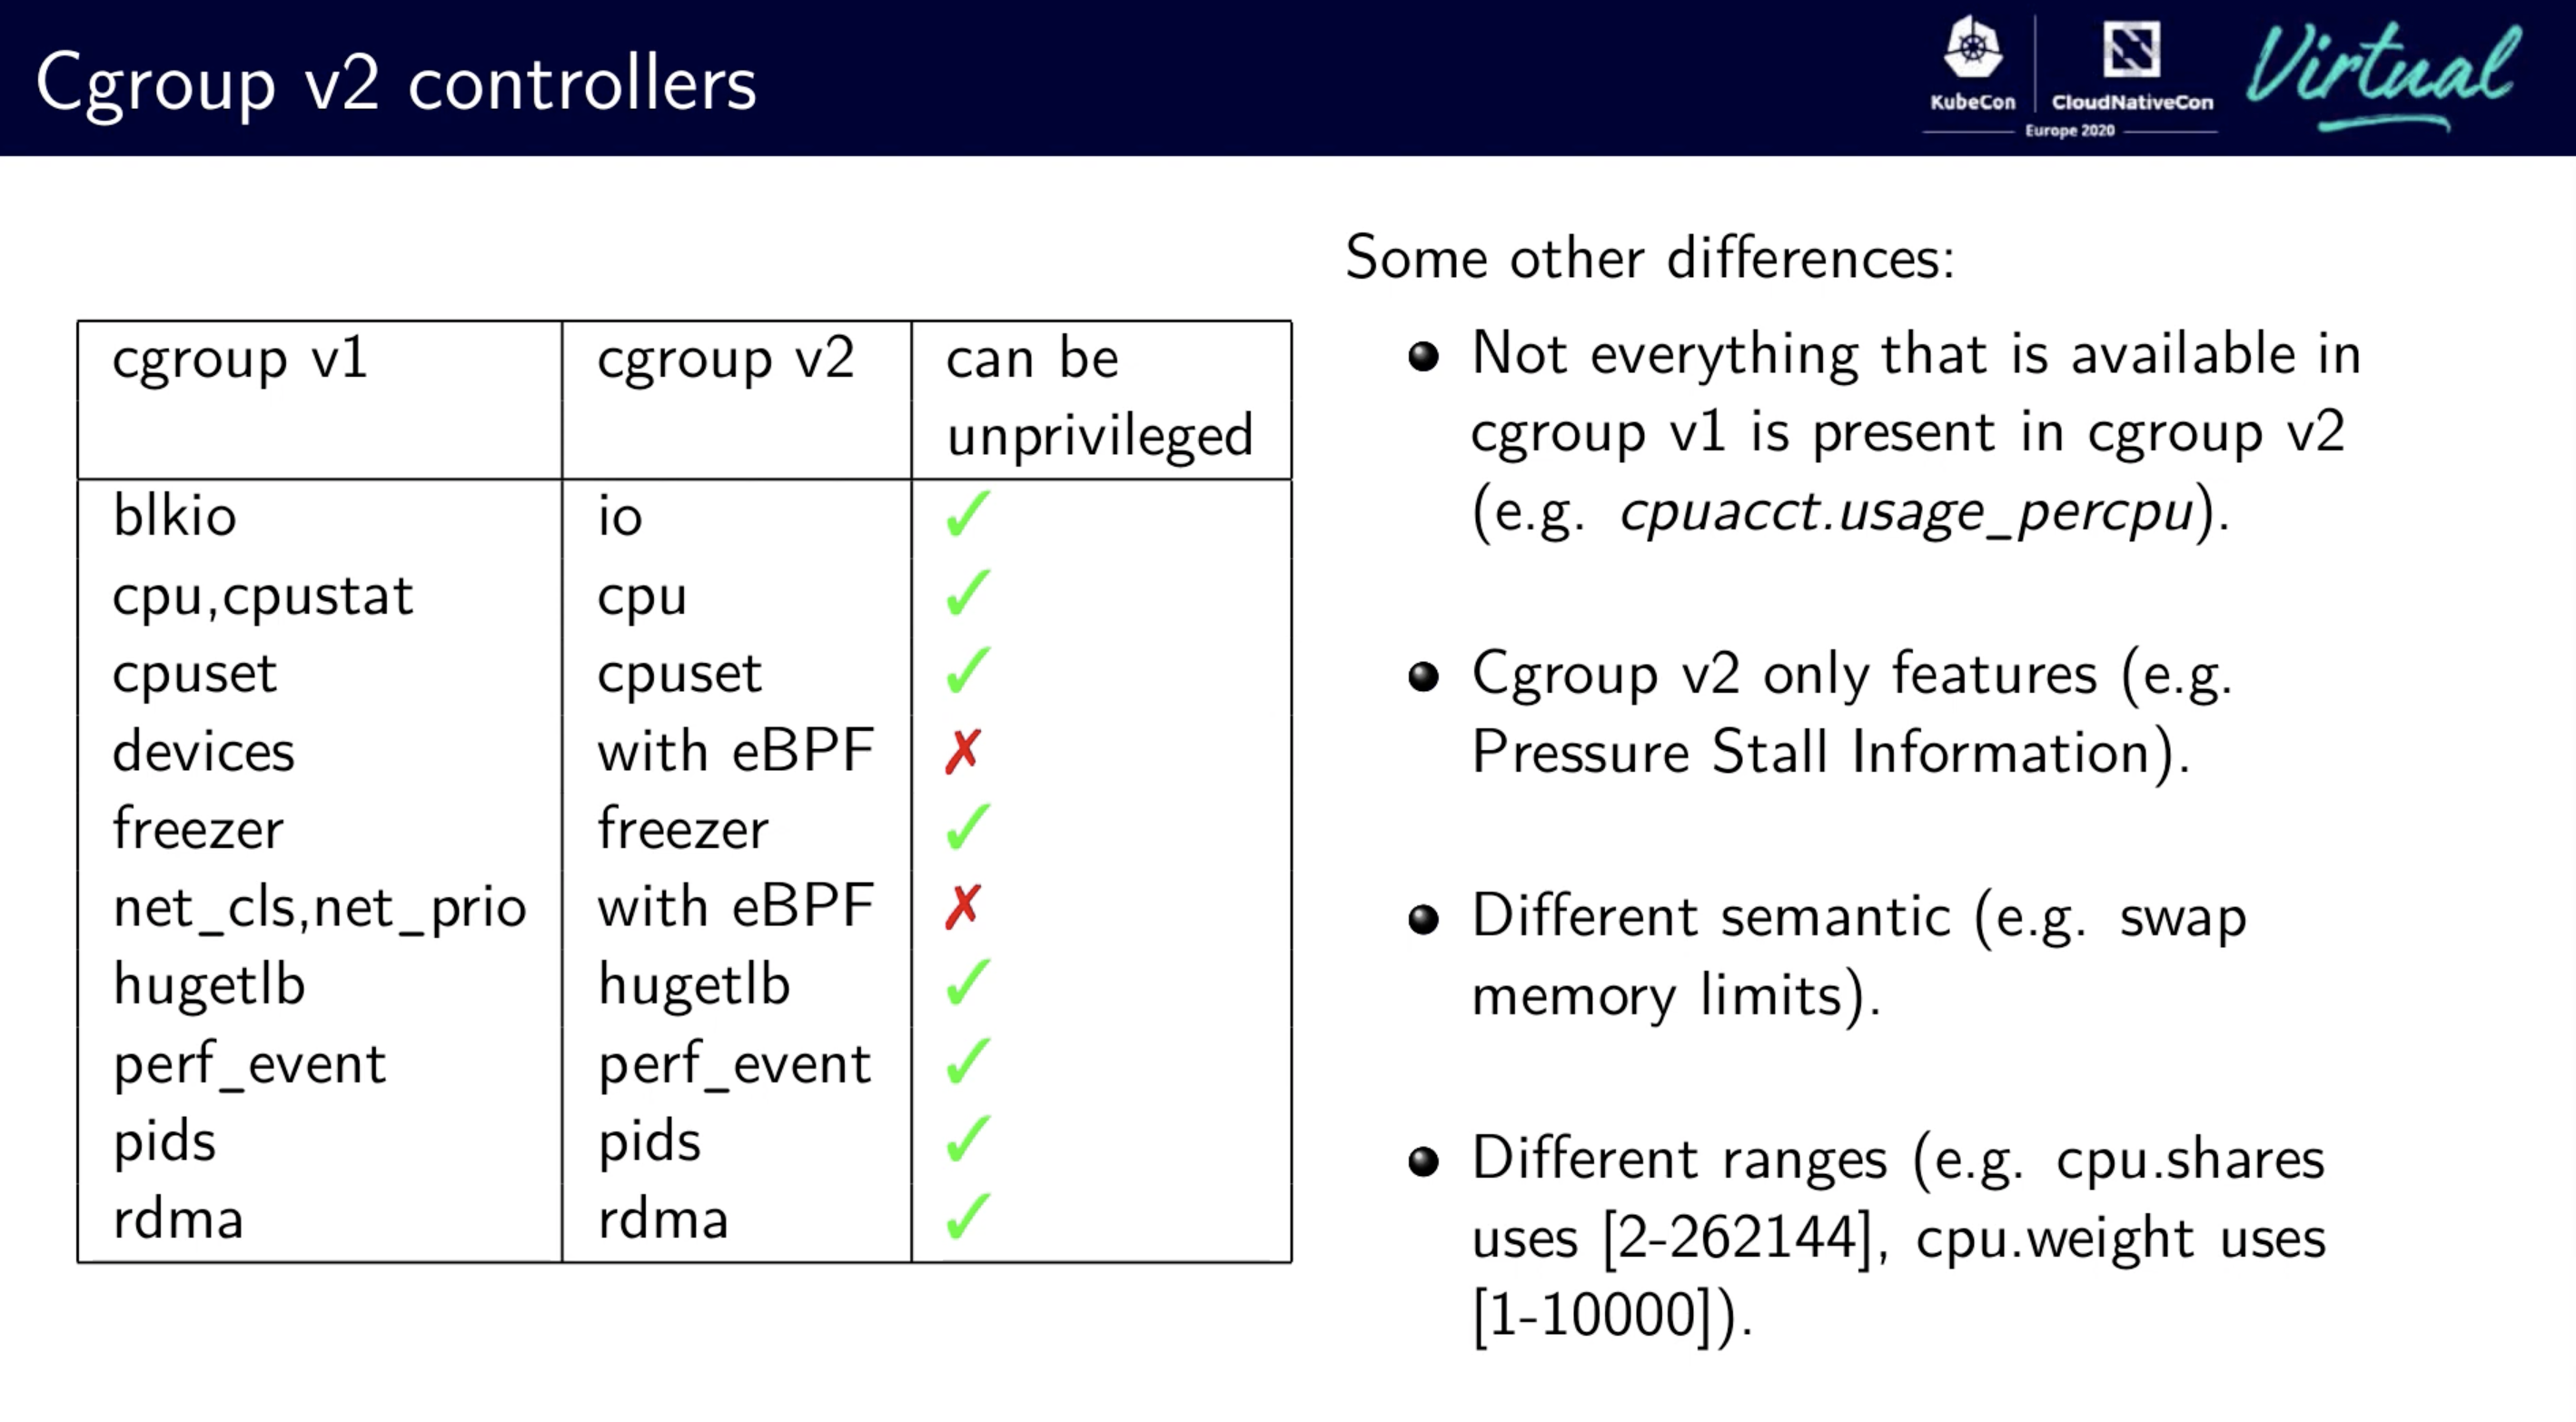 Cgroup v2 controllers
KubeCon
CloudNativeCon
Europe 2020
Virtual
cgroup v1 cgroup v2 can be
unprivileged
blkio io ✓
cpu,cpustat cpu ✓
cpuset cpuset ✓
devices with eBPF ✗
freezer freezer ✓
net_cls,net_prio with eBPF ✗
hugetlb hugetlb ✓
perf_event perf_event ✓
pids pids ✓
rdma rdma ✓
Some other differences:
● Not everything that is available in
cgroup v1 is present in cgroup v2
(e.g. cpuacct.usage_percpu).
● Cgroup v2 only features (e.g.
Pressure Stall Information).
● Different semantic (e.g. swap
memory limits).
● Different ranges (e.g. cpu.shares
uses [2-262144], cpu.weight uses
[1-10000]).